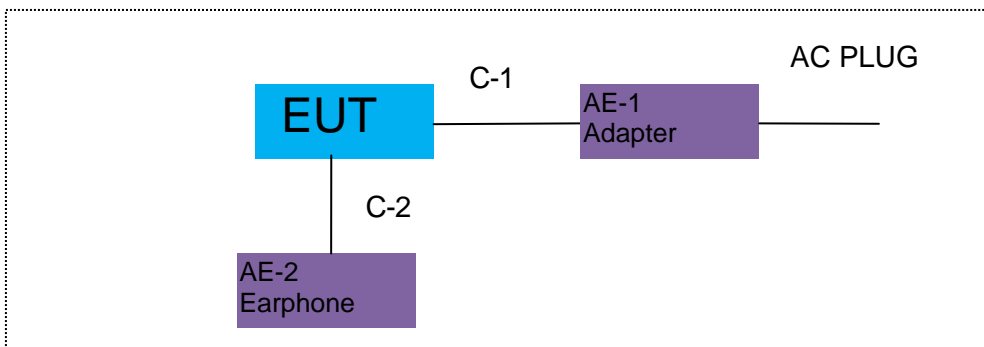 AC PLUG
C-1
EUT
AE-1
Adapter
C-2
AE-2
Earphone